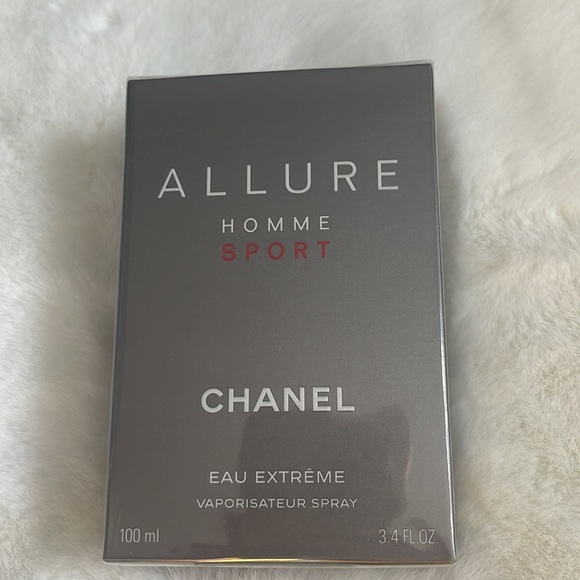 ALLURE
HOMME
SPORT
CHANEL
EAU EXTRÊME
VAPORISATEUR SPRAY
100 ml 3.4 FL.OZ.